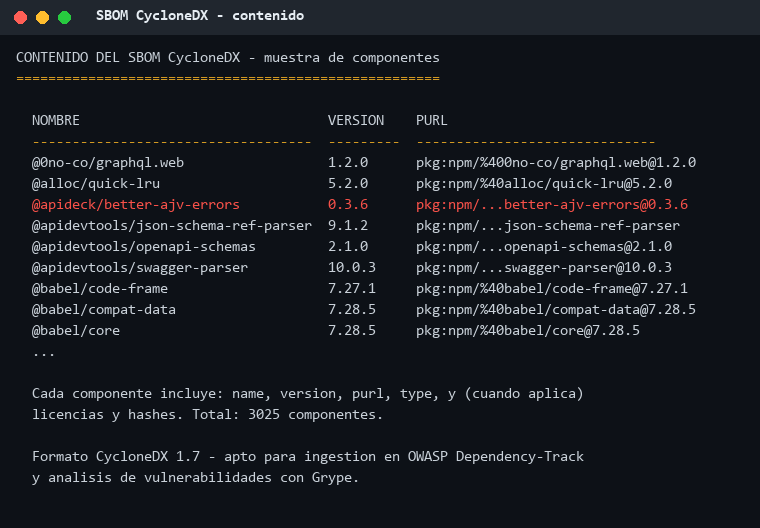 SBOM CycloneDX - contenido
CONTENIDO DEL SBOM CycloneDX - muestra de componentes
=====================================================
NOMBRE VERSION PURL
----------------------------------- --------- ------------------------------
@0no-co/graphql.web 1.2.0 pkg:npm/%400no-co/graphql.web@1.2.0
@alloc/quick-lru 5.2.0 pkg:npm/%40alloc/quick-lru@5.2.0
@apideck/better-ajv-errors 0.3.6 pkg:npm/...better-ajv-errors@0.3.6
@apidevtools/json-schema-ref-parser 9.1.2 pkg:npm/...json-schema-ref-parser
@apidevtools/openapi-schemas 2.1.0 pkg:npm/...openapi-schemas@2.1.0
@apidevtools/swagger-parser 10.0.3 pkg:npm/...swagger-parser@10.0.3
@babel/code-frame 7.27.1 pkg:npm/%40babel/code-frame@7.27.1
@babel/compat-data 7.28.5 pkg:npm/%40babel/compat-data@7.28.5
@babel/core 7.28.5 pkg:npm/%40babel/core@7.28.5
...
Cada componente incluye: name, version, purl, type, y (cuando aplica)
licencias y hashes. Total: 3025 componentes.
Formato CycloneDX 1.7 - apto para ingestion en OWASP Dependency-Track
y analisis de vulnerabilidades con Grype.